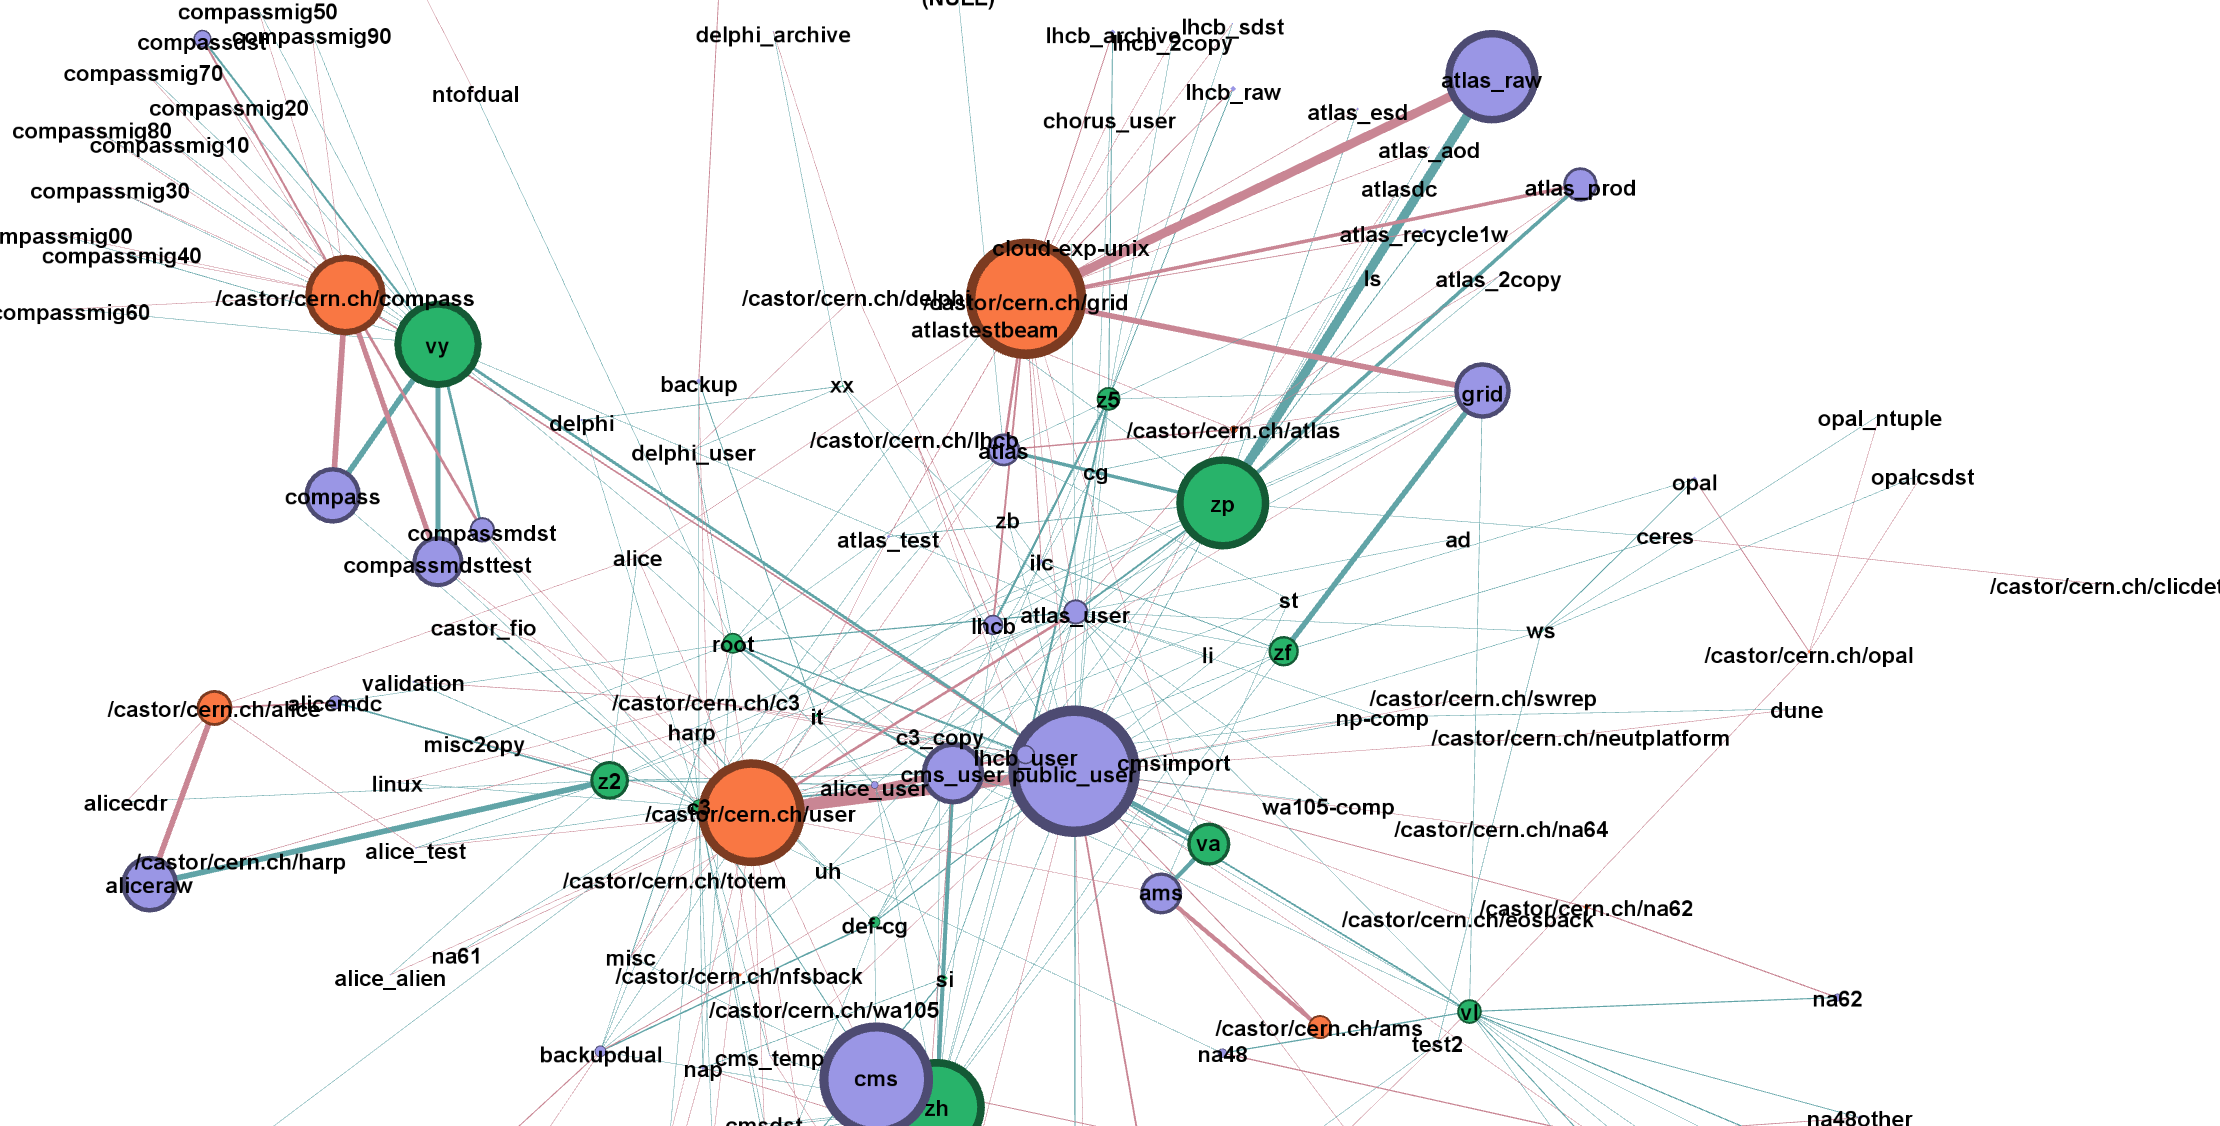 (NULL)
compassmig50
compassdst
compassmig90
delphi_archive
lhcb_archive
lhcb_2copy
lhcb_sdst
compassmig70
ntofdual
lhcb_raw
atlas_raw
compassmig20
chorus_user
atlas_esd
compassmig80
compassmig10
atlas_aod
compassmig30
atlasdc
atlas_prod
mpassmig00
atlas_recycle1w
compassmig40
cloud-exp-unix
ls
atlas_2copy
/castor/cern.ch/compass
/castor/cern.ch/delphi
/castor/cern.ch/grid
compassmig60
atlastestbeam
vy
backup
xx
z5
grid
delphi
opal_ntuple
/castor/cern.ch/lhcb
/castor/cern.ch/atlas
delphi_user
atlas
cg
opal
opalcsdst
compass
zp
zb
compassmdst
atlas_test
ad
ceres
compassmdsttest
alice
ilc
/castor/cern.ch/clicdet
st
castor_fio
lhcb
atlas_user
ws
root
li
zf
/castor/cern.ch/opal
validation
/castor/cern.ch/alice
alicemdc
/castor/cern.ch/c3
it
/castor/cern.ch/swrep
np-comp
dune
misc2opy
harp
c3_copy
/castor/cern.ch/neutplatform
linux
z2
lhcb_user
cms_user
public_user
cmsimport
alicecdr
c3
/castor/cern.ch/user
alice_user
wa105-comp
/castor/cern.ch/na64
alice_test
va
/castor/cern.ch/harp
aliceraw
/castor/cern.ch/totem
uh
ams
/castor/cern.ch/na62
/castor/cern.ch/eosback
def-cg
na61
misc
alice_alien
/castor/cern.ch/nfsback
si
na62
/castor/cern.ch/wa105
vl
/castor/cern.ch/ams
backupdual
cms_temp
nap
cms
na48
test2
zh
cmsdst
na48other